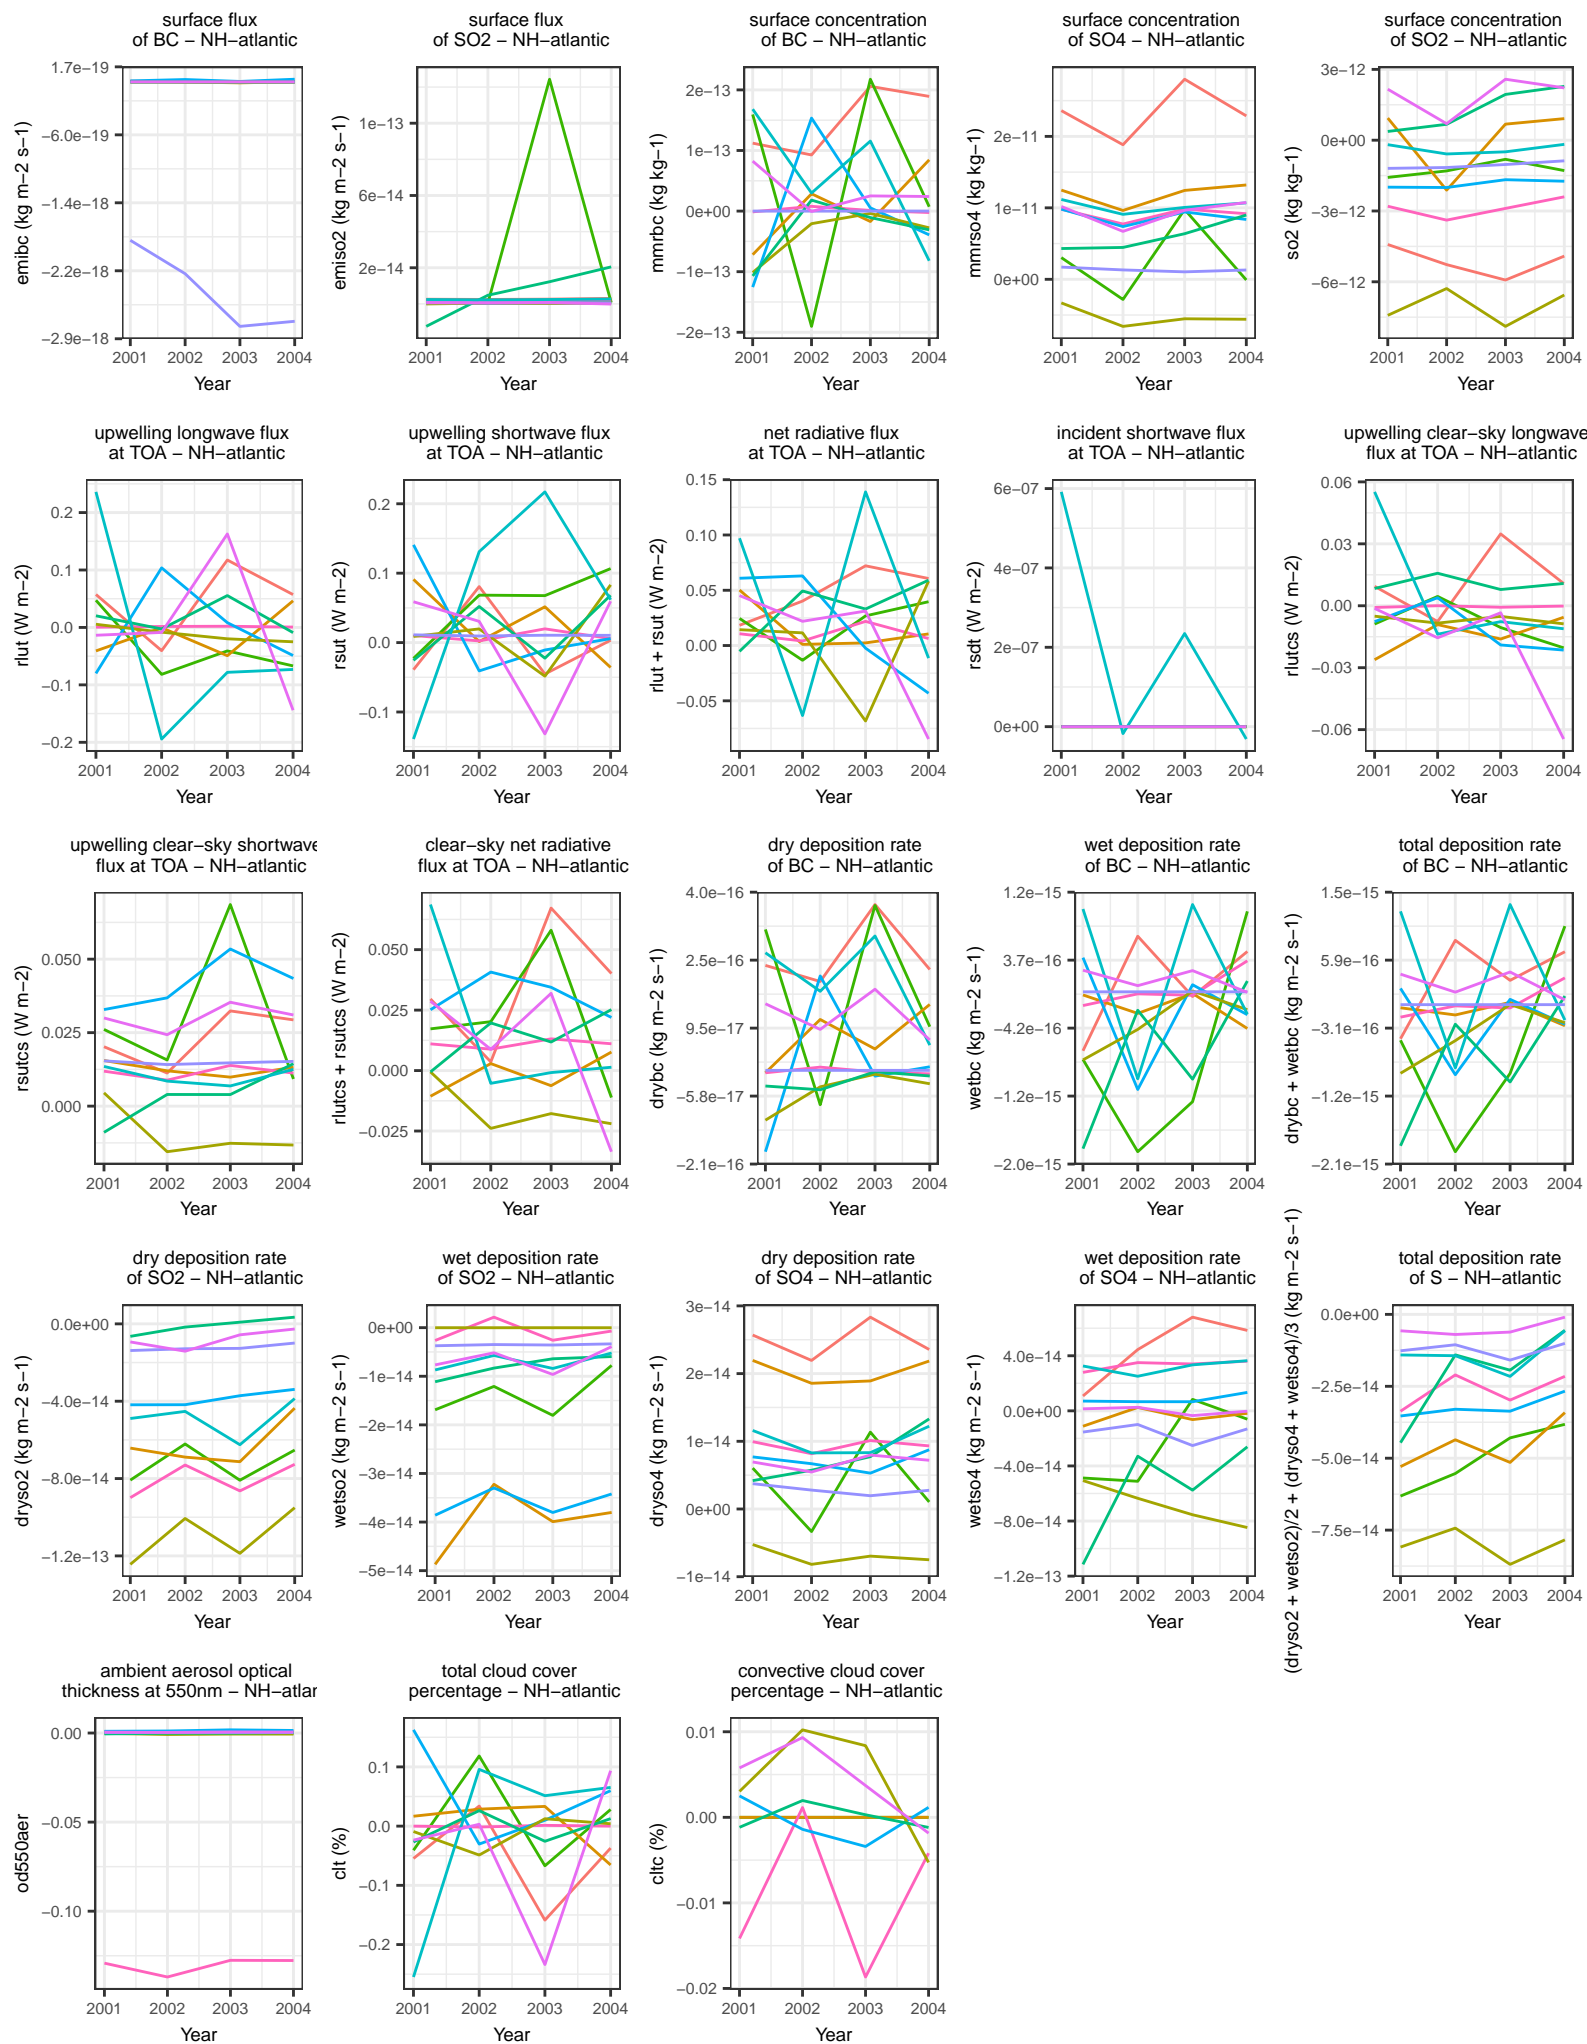 surface flux
of BC − NH−atlantic
emibc (kg m−2 s−1)
1.7e−19
−6.0e−19
−1.4e−18
−2.2e−18
−2.9e−18
2001 2002 2003 2004
Year
surface flux
of SO2 − NH−atlantic
emiso2 (kg m−2 s−1)
1e−13
6e−14
2e−14
2001 2002 2003 2004
Year
surface concentration
of BC − NH−atlantic
mmrbc (kg kg−1)
2e−13
1e−13
0e+00
−1e−13
−2e−13
2001 2002 2003 2004
Year
surface concentration
of SO4 − NH−atlantic
mmrso4 (kg kg−1)
2e−11
1e−11
0e+00
2001 2002 2003 2004
Year
surface concentration
of SO2 − NH−atlantic
so2 (kg kg−1)
3e−12
0e+00
−3e−12
−6e−12
2001 2002 2003 2004
Year
upwelling longwave flux
at TOA − NH−atlantic
rlut (W m−2)
0.2
0.1
0.0
−0.1
−0.2
2001 2002 2003 2004
Year
upwelling shortwave flux
at TOA − NH−atlantic
rsut (W m−2)
0.2
0.1
0.0
−0.1
2001 2002 2003 2004
Year
net radiative flux
at TOA − NH−atlantic
rlut + rsut (W m−2)
0.15
0.10
0.05
0.00
−0.05
2001 2002 2003 2004
Year
incident shortwave flux
at TOA − NH−atlantic
rsdt (W m−2)
6e−07
4e−07
2e−07
0e+00
2001 2002 2003 2004
Year
upwelling clear−sky longwave
flux at TOA − NH−atlantic
rlutcs (W m−2)
0.06
0.03
0.00
−0.03
−0.06
2001 2002 2003 2004
Year
upwelling clear−sky shortwave
flux at TOA − NH−atlantic
rsutcs (W m−2)
0.050
0.025
0.000
2001 2002 2003 2004
Year
clear−sky net radiative
flux at TOA − NH−atlantic
rlutcs + rsutcs (W m−2)
0.050
0.025
0.000
−0.025
2001 2002 2003 2004
Year
dry deposition rate
of BC − NH−atlantic
drybc (kg m−2 s−1)
4.0e−16
2.5e−16
9.5e−17
−5.8e−17
−2.1e−16
2001 2002 2003 2004
Year
wet deposition rate
of BC − NH−atlantic
wetbc (kg m−2 s−1)
1.2e−15
3.7e−16
−4.2e−16
−1.2e−15
−2.0e−15
2001 2002 2003 2004
Year
total deposition rate
of BC − NH−atlantic
drybc + wetbc (kg m−2 s−1)
1.5e−15
5.9e−16
−3.1e−16
−1.2e−15
−2.1e−15
2001 2002 2003 2004
Year
dry deposition rate
of SO2 − NH−atlantic
dryso2 (kg m−2 s−1)
0.0e+00
−4.0e−14
−8.0e−14
−1.2e−13
2001 2002 2003 2004
Year
wet deposition rate
of SO2 − NH−atlantic
wetso2 (kg m−2 s−1)
0e+00
−1e−14
−2e−14
−3e−14
−4e−14
−5e−14
2001 2002 2003 2004
Year
dry deposition rate
of SO4 − NH−atlantic
dryso4 (kg m−2 s−1)
3e−14
2e−14
1e−14
0e+00
−1e−14
2001 2002 2003 2004
Year
wet deposition rate
of SO4 − NH−atlantic
wetso4 (kg m−2 s−1)
4.0e−14
0.0e+00
−4.0e−14
−8.0e−14
−1.2e−13
2001 2002 2003 2004
Year
total deposition rate
of S − NH−atlantic
(dryso2 + wetso2)/2 + (dryso4 + wetso4)/3 (kg m−2 s−1)
0.0e+00
−2.5e−14
−5.0e−14
−7.5e−14
2001 2002 2003 2004
Year
ambient aerosol optical
thickness at 550nm − NH−atlan
od550aer
0.00
−0.05
−0.10
2001 2002 2003 2004
Year
total cloud cover
percentage − NH−atlantic
clt (%)
0.1
0.0
−0.1
−0.2
2001 2002 2003 2004
Year
convective cloud cover
percentage − NH−atlantic
cltc (%)
0.01
0.00
−0.01
−0.02
2001 2002 2003 2004
Year